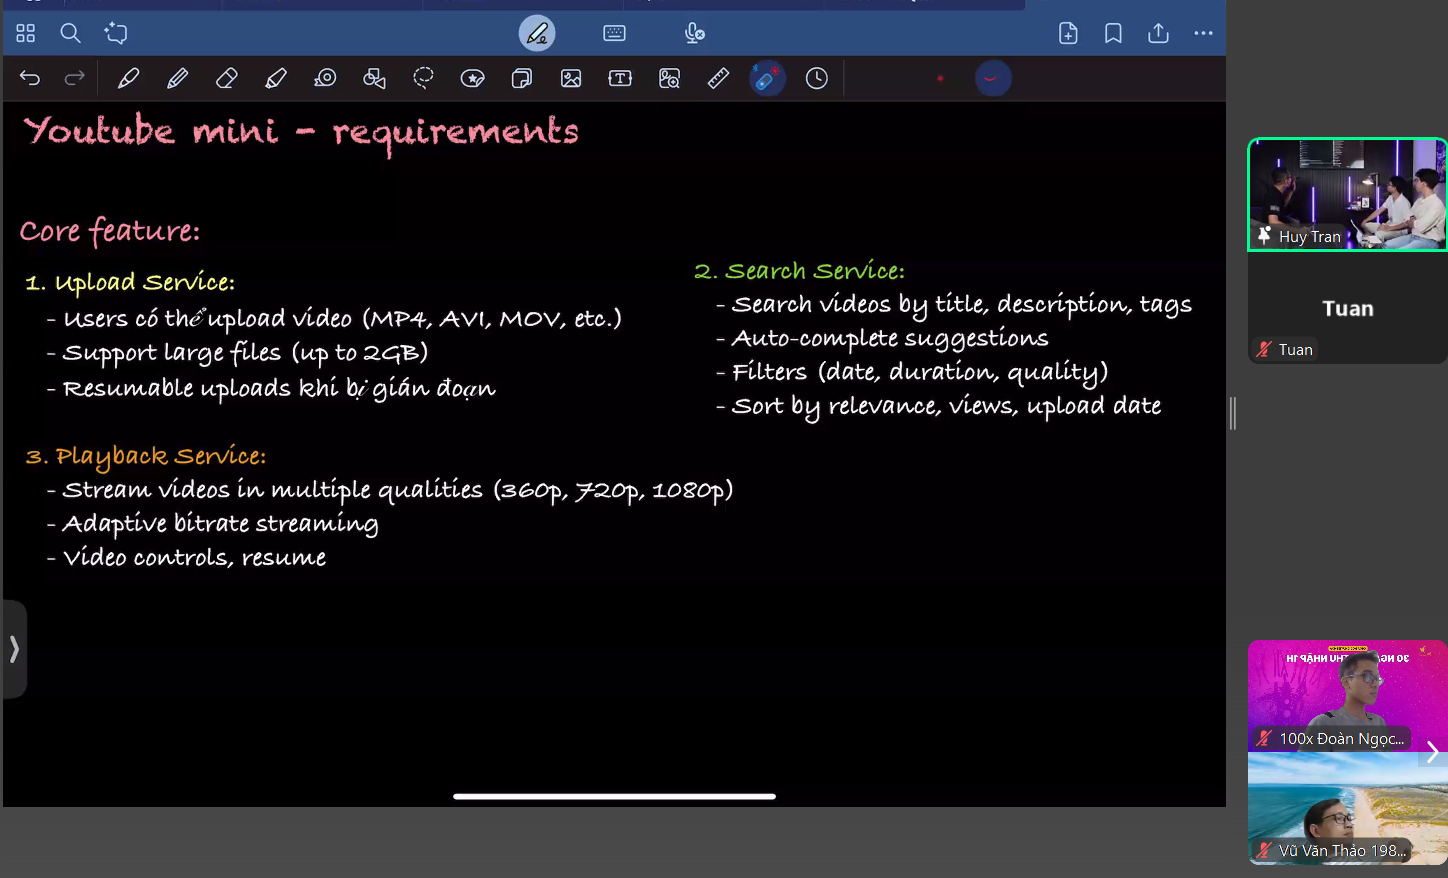 Youtube mini - requirements
Core feature:
1. Upload Service:
- Users có thể upload video (MP4, AVI, MOV, etc.)
- Support large files (up to 2GB)
- Resumable uploads khi bị gián đoạn
2. Search Service:
- Search videos by title, description, tags
- Auto-complete suggestions
- Filters (date, duration, quality)
- Sort by relevance, views, upload date
3. Playback Service:
- Stream videos in multiple qualities (360p, 720p, 1080p)
- Adaptive bitrate streaming
- Video controls, resume
Huy Tran
Tuan
Tuan
100x Đoàn Ngọc...
Vũ Văn Thảo 198...